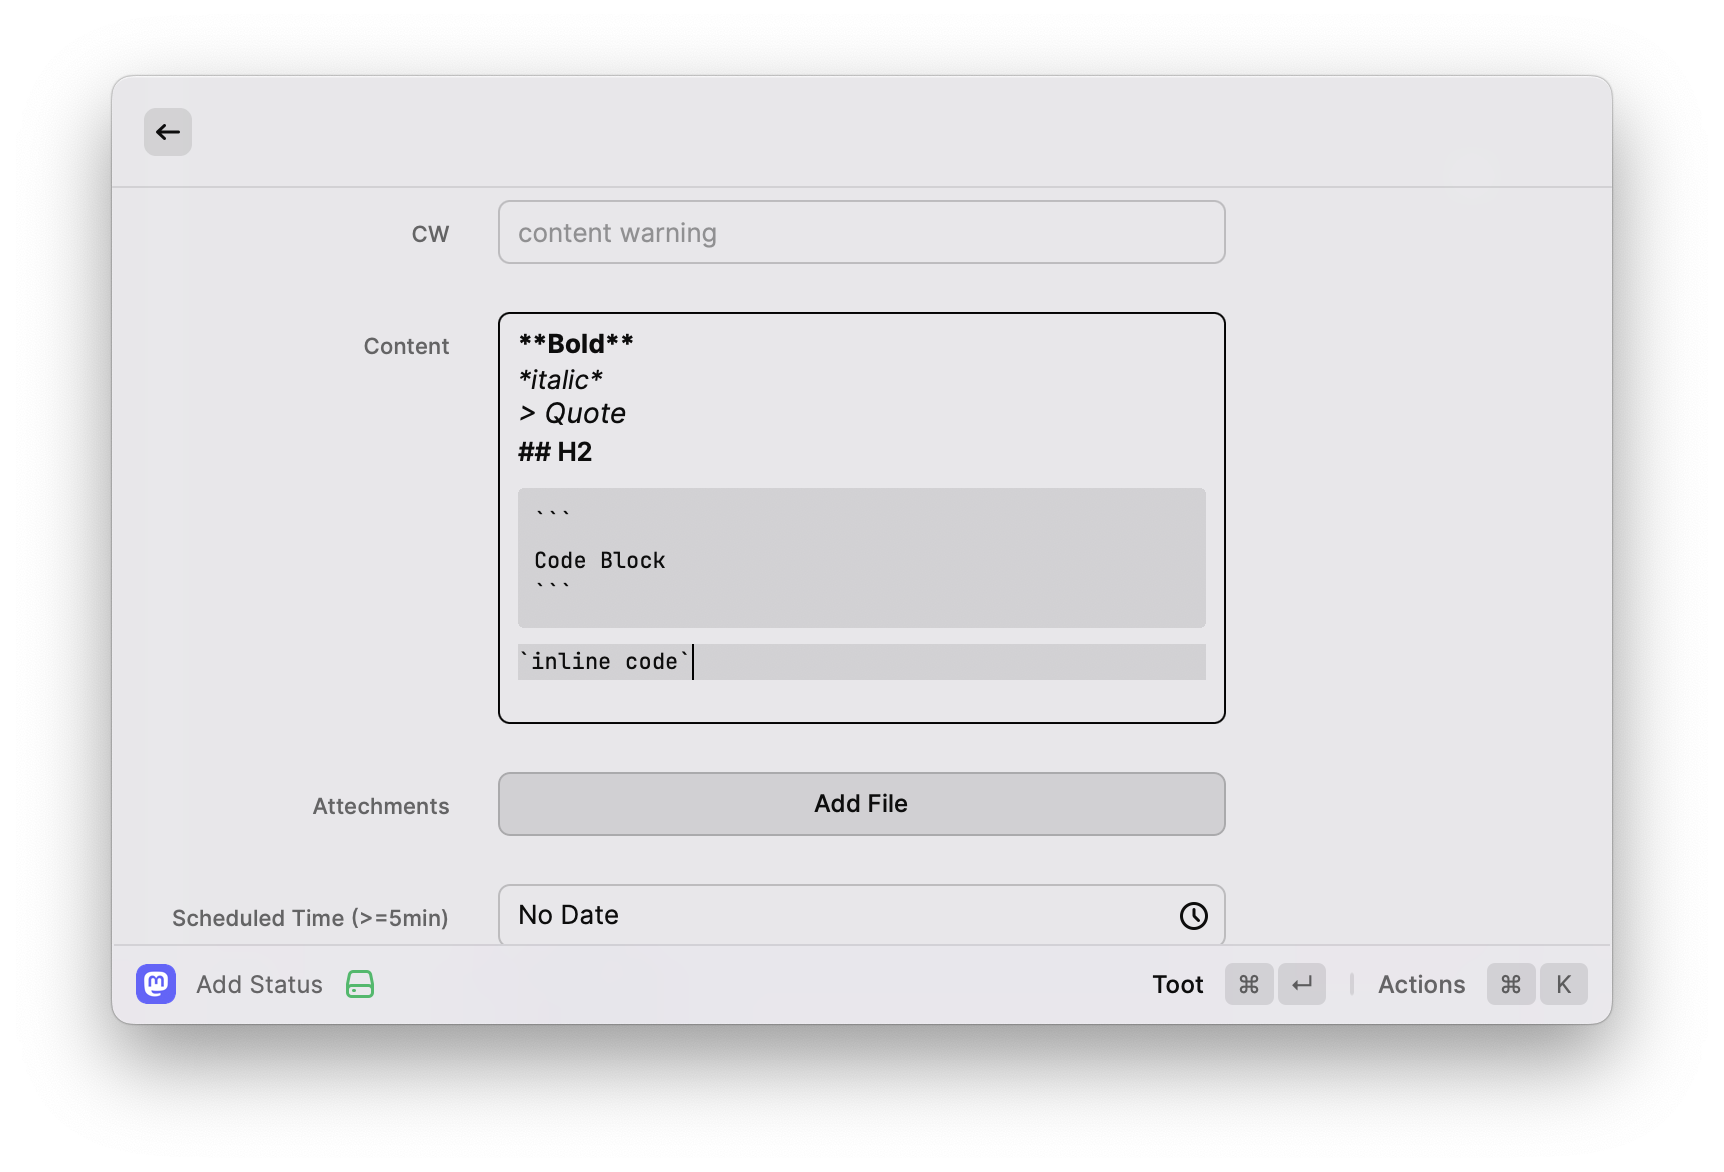 CW
content warning
Content
**Bold**
*italic*
> Quote
## H2
```
Code Block
```
`inline code`
Attechments
Add File
Scheduled Time (>=5min)
No Date
Add Status
Toot ⌘ ↵ | Actions ⌘ K